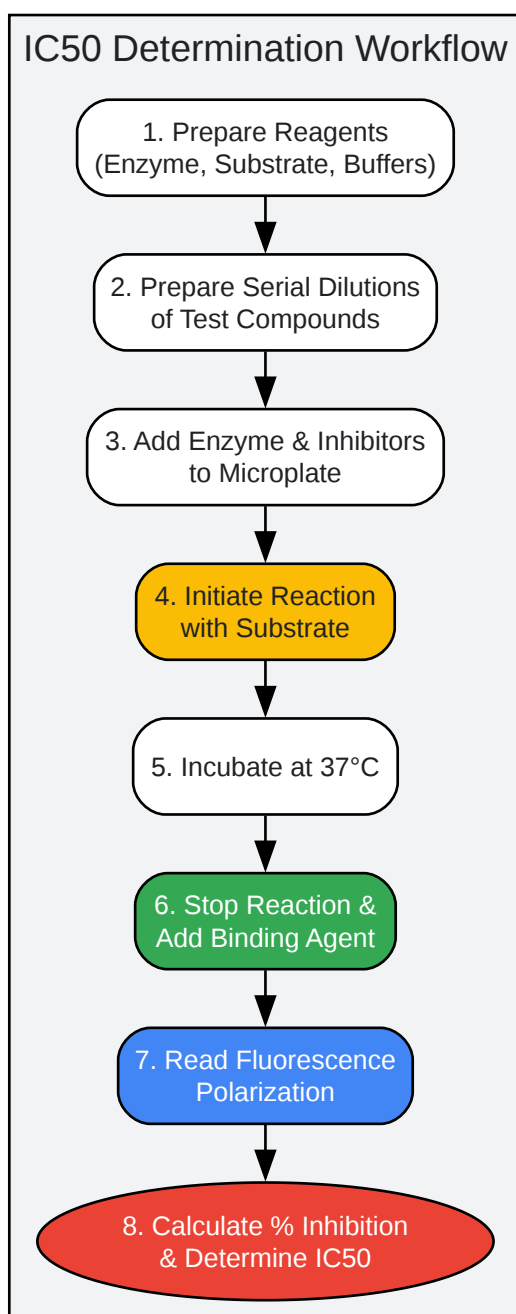 IC50 Determination Workflow
1. Prepare Reagents
(Enzyme, Substrate, Buffers)
2. Prepare Serial Dilutions
of Test Compounds
3. Add Enzyme & Inhibitors
to Microplate
4. Initiate Reaction
with Substrate
5. Incubate at 37°C
6. Stop Reaction &
Add Binding Agent
7. Read Fluorescence
Polarization
8. Calculate % Inhibition
& Determine IC50